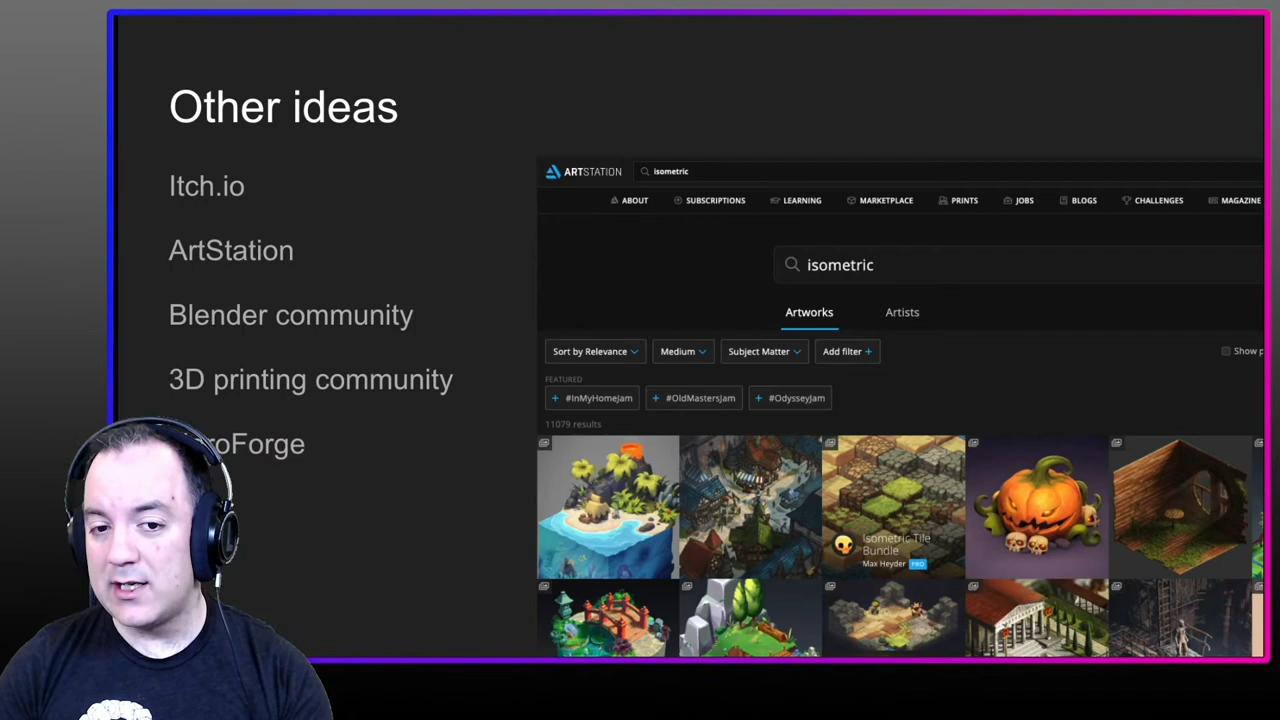 Other ideas
Itch.io
ArtStation
Blender community
3D printing community
roForge
ARTSTATION
isometric
ABOUT SUBSCRIPTIONS LEARNING MARKETPLACE PRINTS JOBS BLOGS CHALLENGES MAGAZINE
isometric
Artworks Artists
Sort by Relevance Medium Subject Matter Add filter +
Show p
FEATURED
+ #InMyHomeJam + #OldMastersJam + #OdysseyJam
11079 results
Isometric Tile
Bundle
Max Heyder PRO